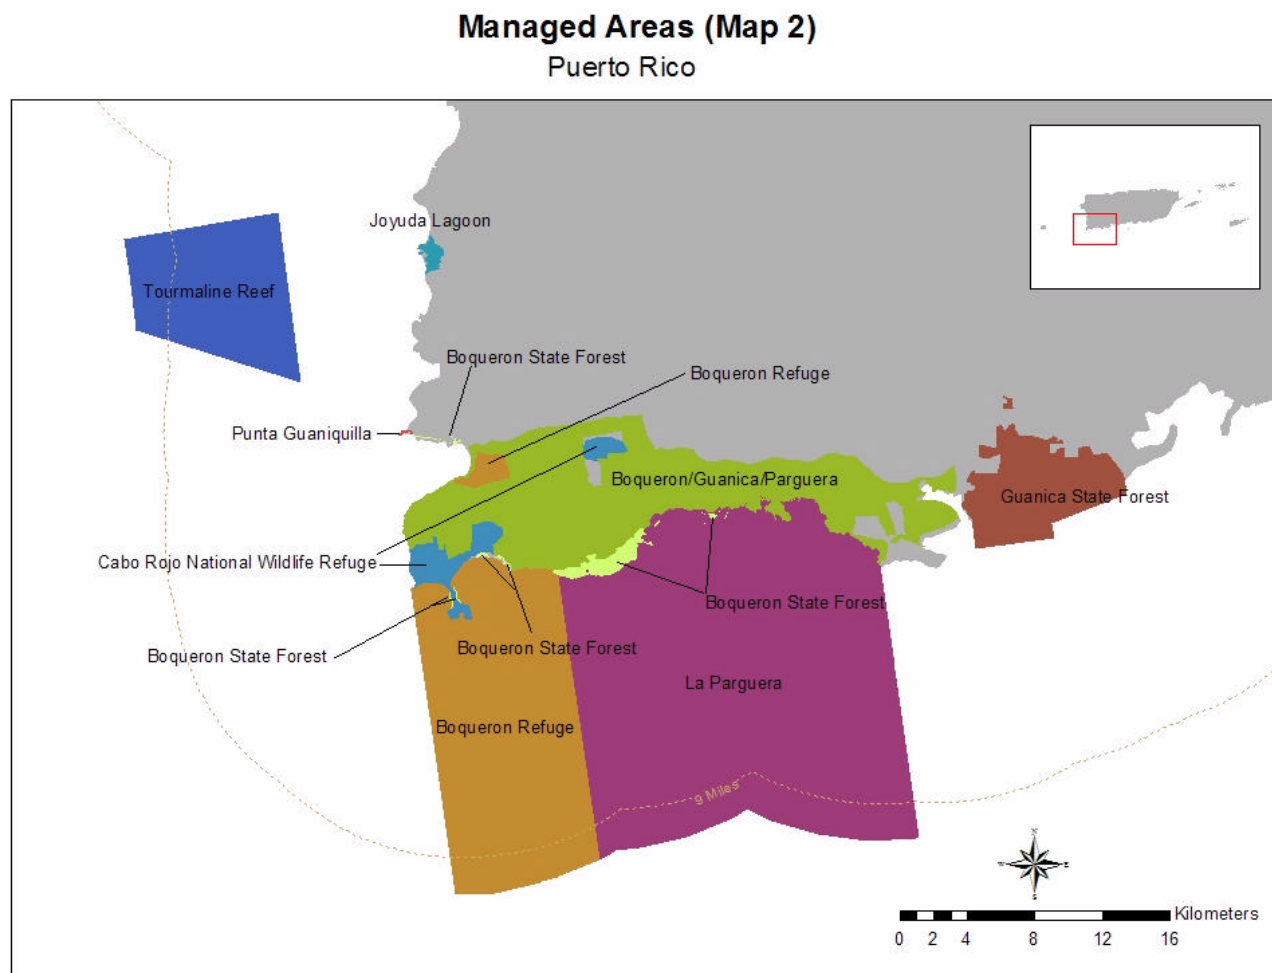 Managed Areas (Map 2)
Puerto Rico
Joyuda Lagoon
Tourmaline Reef
Boqueron State Forest
Boqueron Refuge
Punta Guaniquilla
Boqueron/Guanica/Parguera
Guanica State Forest
Cabo Rojo National Wildlife Refuge
Boqueron State Forest
Boqueron State Forest
Boqueron State Forest
La Parguera
Boqueron Refuge
9 Miles
N
W
E
S
Kilometers
0 2 4 8 12 16